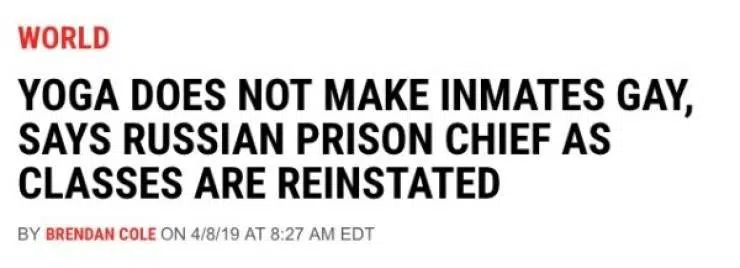 WORLD
YOGA DOES NOT MAKE INMATES GAY,
SAYS RUSSIAN PRISON CHIEF AS
CLASSES ARE REINSTATED
BY BRENDAN COLE ON 4/8/19 AT 8:27 AM EDT